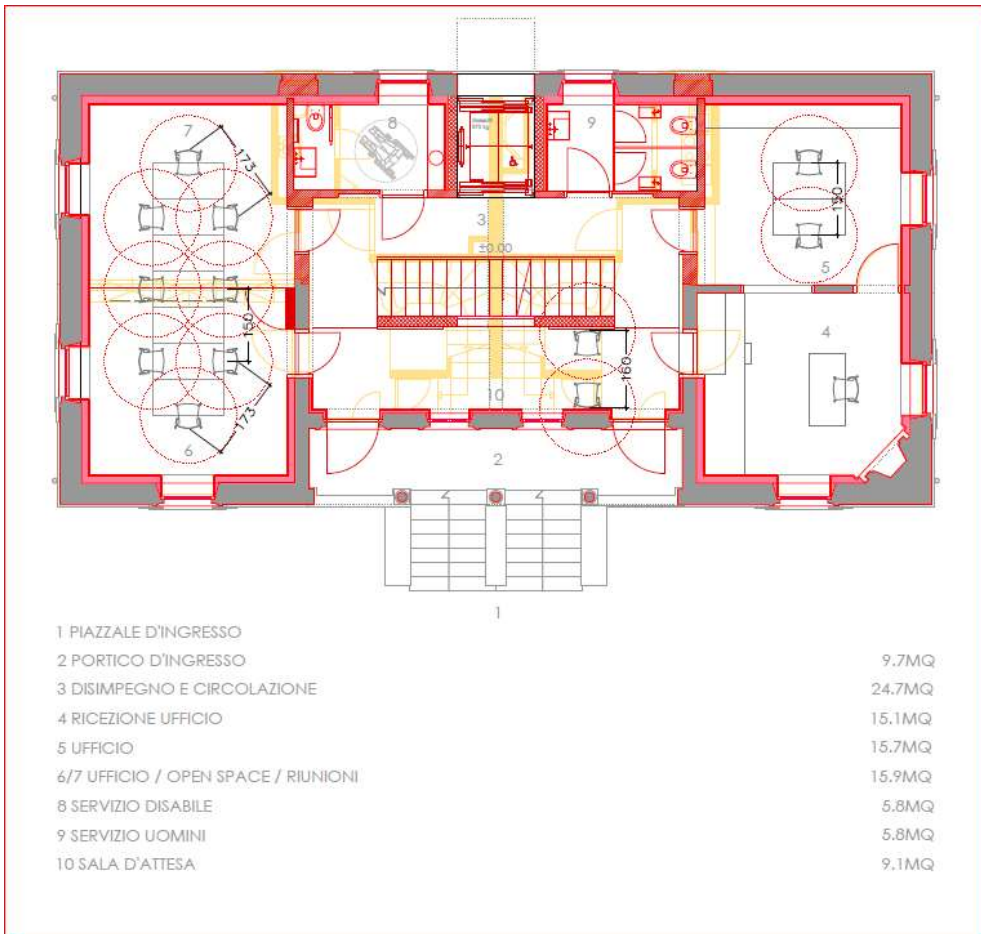 7
173
8
9
3
±0.00
150
5
150
4
160
10
173
6
2
1
1 PIAZZALE D'INGRESSO
2 PORTICO D'INGRESSO 9.7MQ
3 DISIMPEGNO E CIRCOLAZIONE 24.7MQ
4 RICEZIONE UFFICIO 15.1MQ
5 UFFICIO 15.7MQ
6/7 UFFICIO / OPEN SPACE / RIUNIONI 15.9MQ
8 SERVIZIO DISABILE 5.8MQ
9 SERVIZIO UOMINI 5.8MQ
10 SALA D'ATTESA 9.1MQ